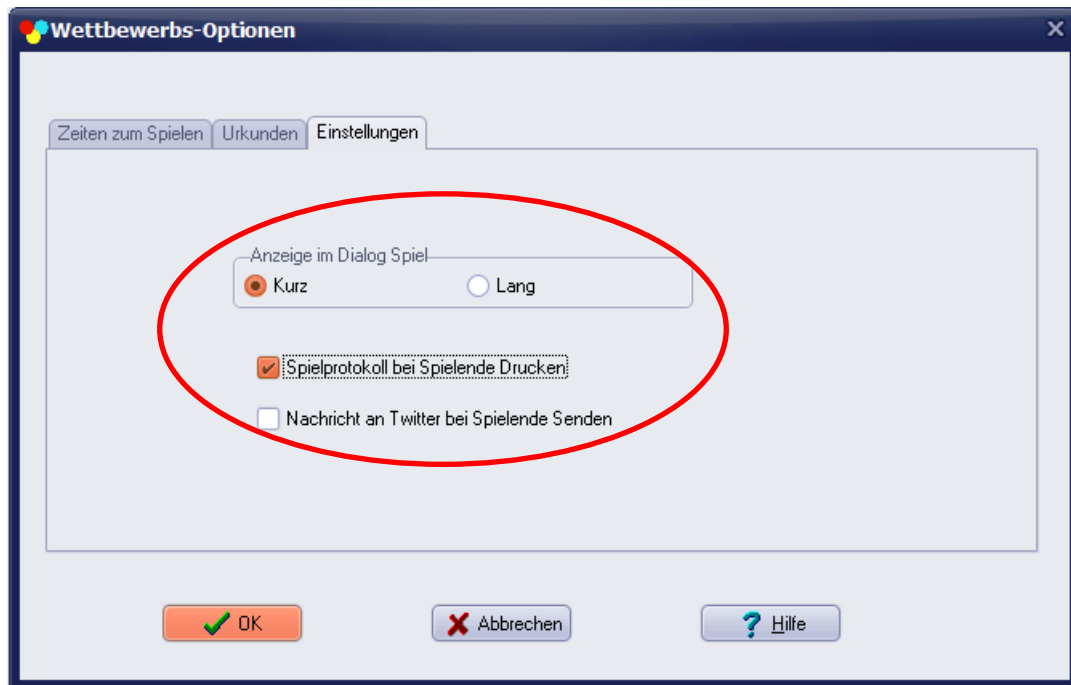 Wettbewerbs-Optionen
Zeiten zum Spielen Urkunden Einstellungen
Anzeige im Dialog Spiel
Kurz Lang
Spielprotokoll bei Spielende Drucken
Nachricht an Twitter bei Spielende Senden
OK Abbrechen Hilfe